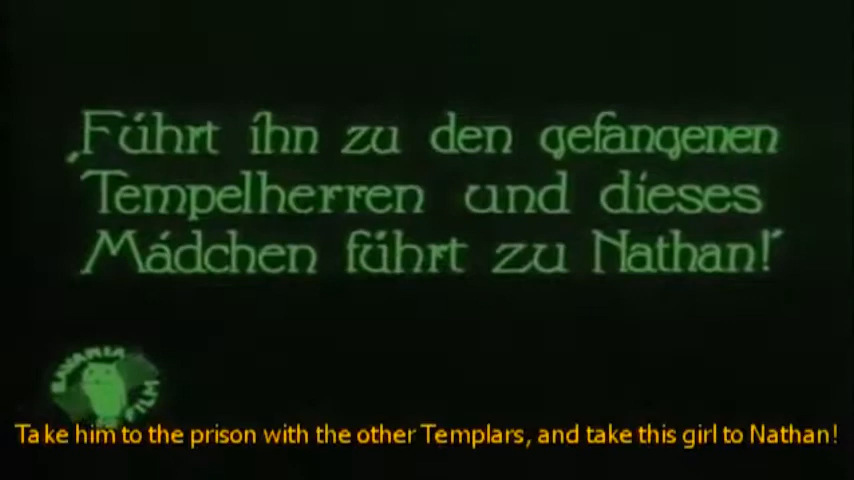 „Führt ihn zu den gefangenen
Tempelherren und dieses
Mädchen führt zu Nathan!"
BAVARIA
FILM
Take him to the prison with the other Templars, and take this girl to Nathan!